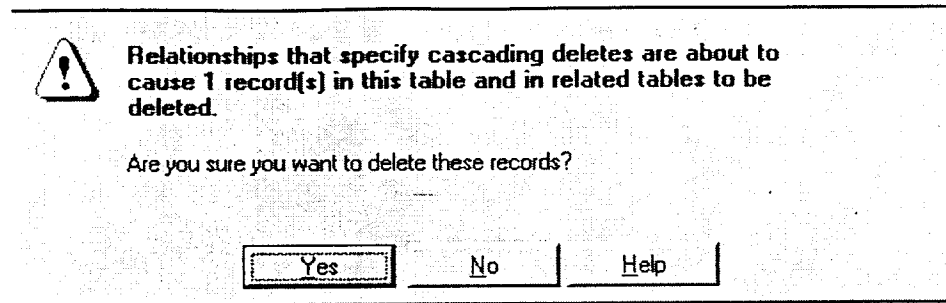 Relationships that specify cascading deletes are about to
cause 1 record(s) in this table and in related tables to be
deleted.
Are you sure you want to delete these records?
Yes No Help